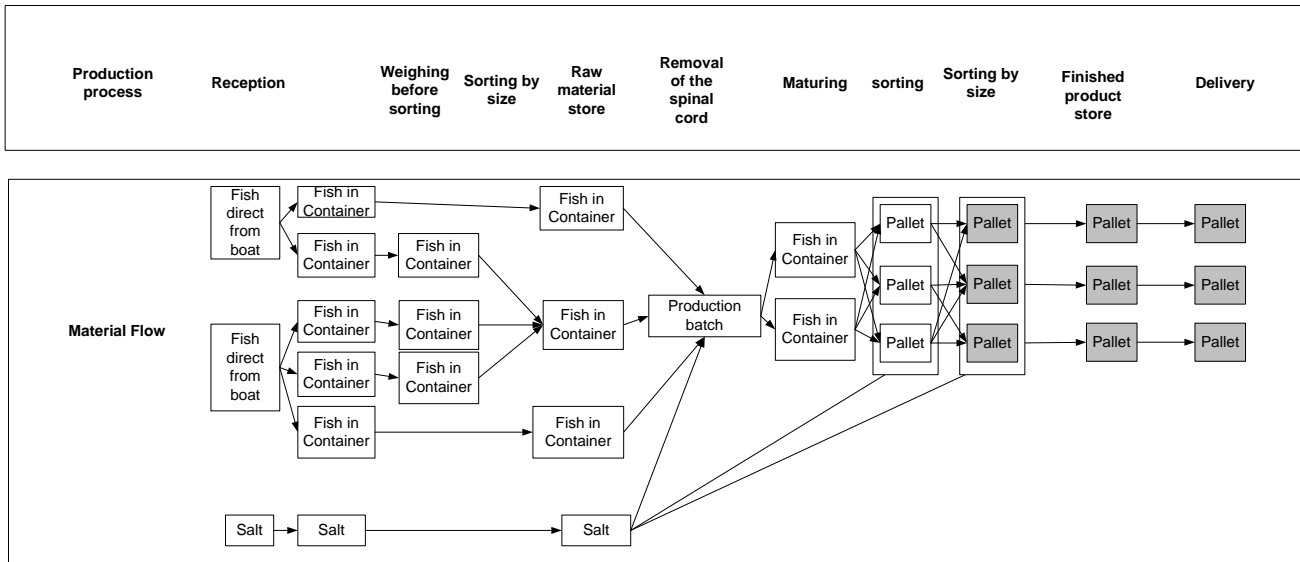 Production
process
Reception
Weighing
before
sorting
Sorting by
size
Raw
material
store
Removal
of the
spinal
cord
Maturing
sorting
Sorting by
size
Finished
product
store
Delivery
Material Flow
Fish
direct
from
boat
Fish in
Container
Fish in
Container
Fish in
Container
Fish in
Container
Fish
direct
from
boat
Fish in
Container
Fish in
Container
Fish in
Container
Fish in
Container
Fish in
Container
Fish in
Container
Fish in
Container
Salt
Salt
Salt
Production
batch
Fish in
Container
Fish in
Container
Pallet
Pallet
Pallet
Pallet
Pallet
Pallet
Pallet
Pallet
Pallet
Pallet
Pallet
Pallet